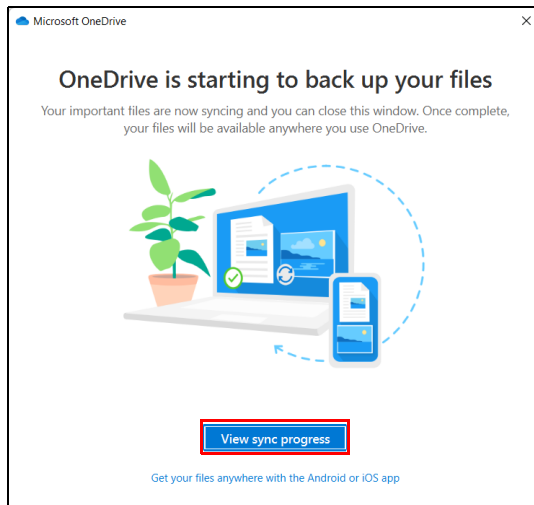 Microsoft OneDrive
OneDrive is starting to back up your files
Your important files are now syncing and you can close this window. Once complete,
your files will be available anywhere you use OneDrive.
View sync progress
Get your files anywhere with the Android or iOS app